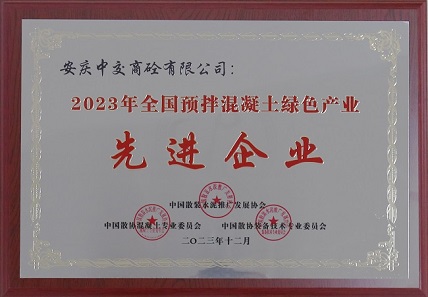 安庆中交商砼有限公司：
2023年全国预拌混凝土绿色产业
先进企业
中国散装水泥推广发展协会
中国散协混凝土专业委员会 中国散协装备技术专业委员会
二〇二三年十二月